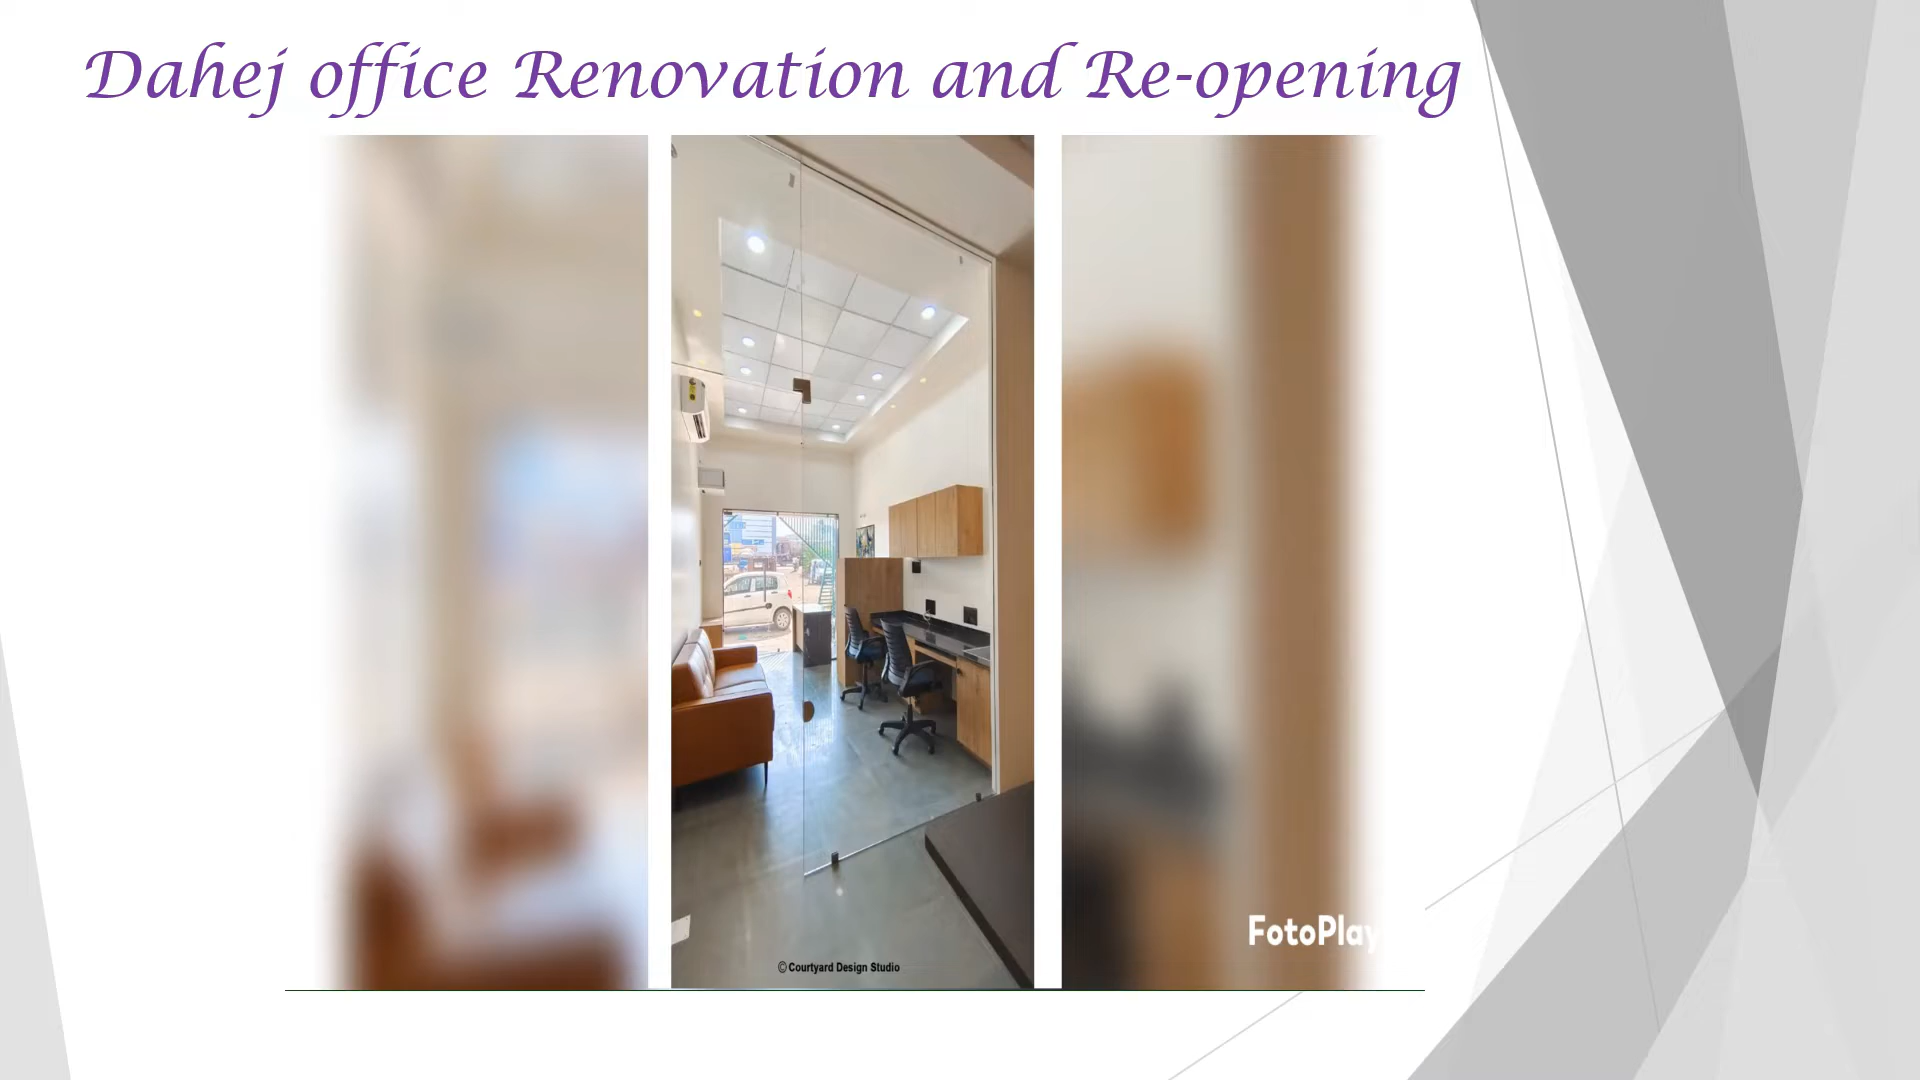 Dahej office Renovation and Re-opening
FotoPlay
©Courtyard Design Studio